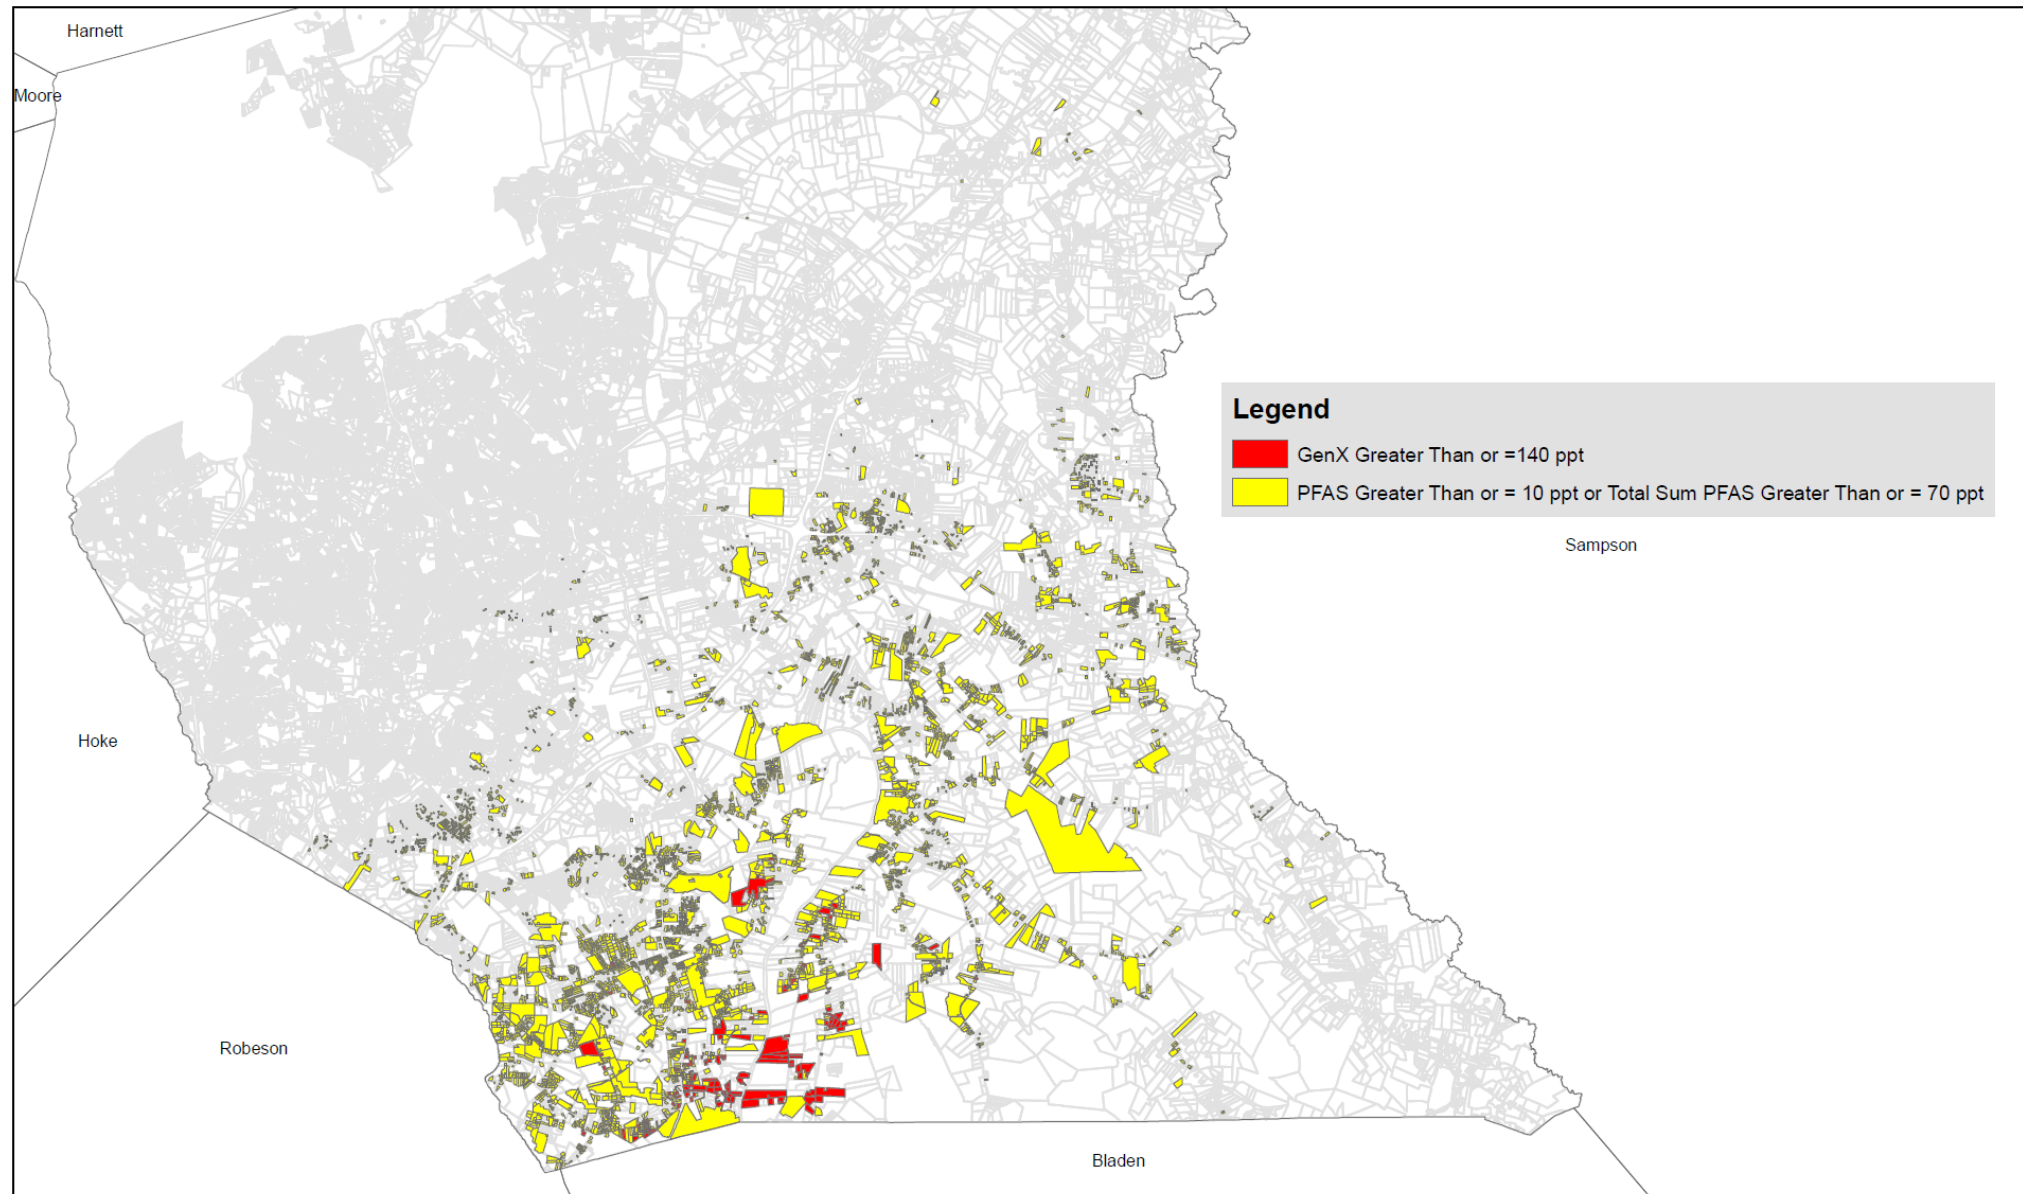 Harnett
Moore
Legend
GenX Greater Than or =140 ppt
PFAS Greater Than or = 10 ppt or Total Sum PFAS Greater Than or = 70 ppt
Sampson
Hoke
Robeson
Bladen